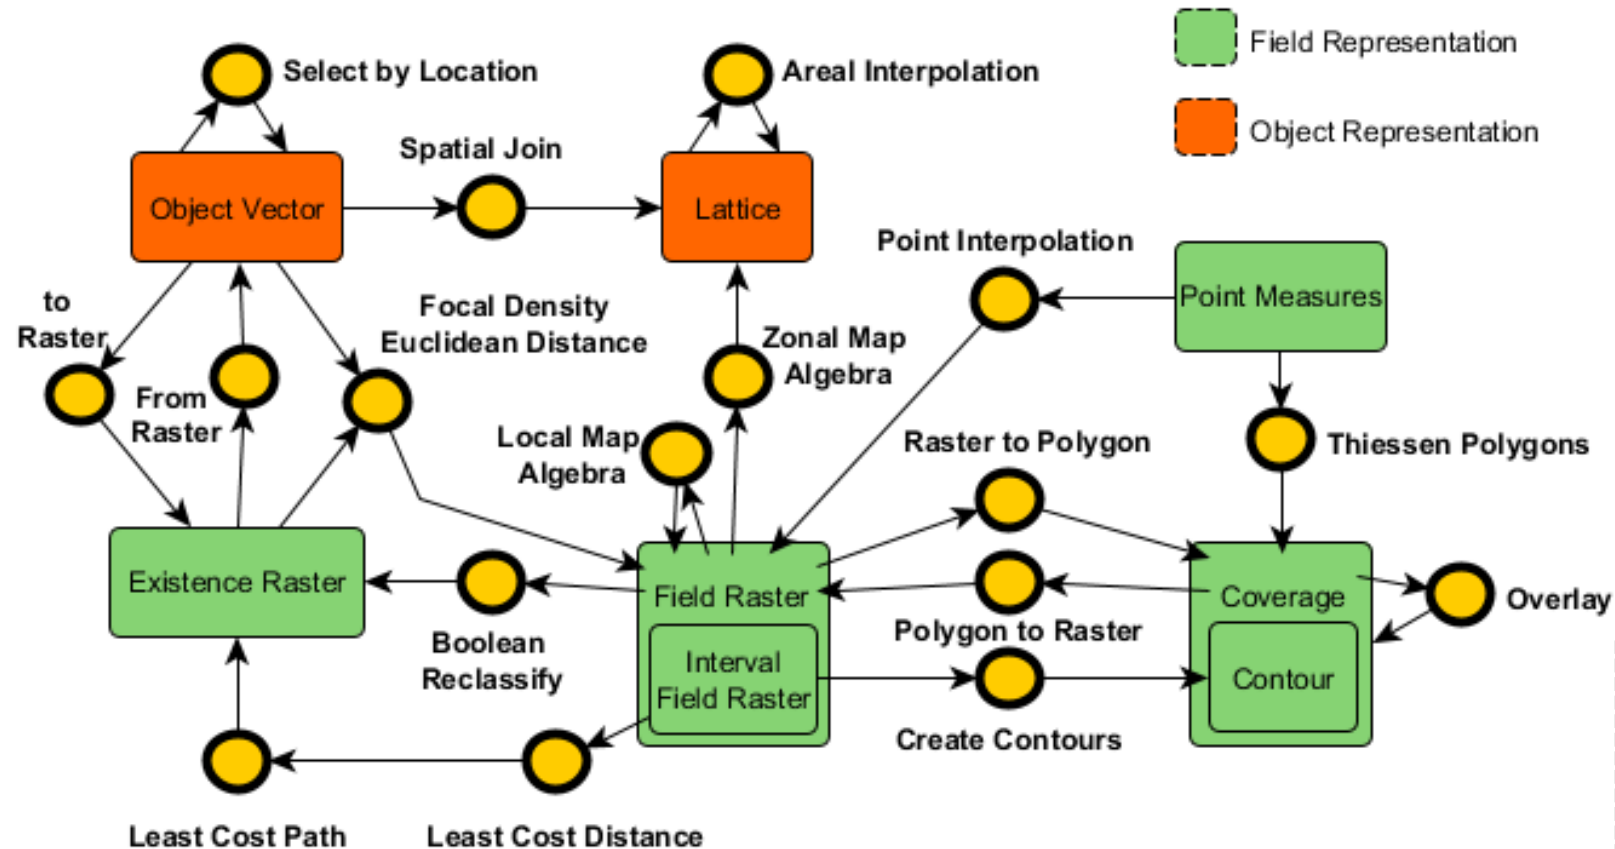 Field Representation
Select by Location
Areal Interpolation
Object Representation
Spatial Join
Object Vector
Lattice
Point Interpolation
Point Measures
to
Raster
Focal Density
Euclidean Distance
Zonal Map
Algebra
From
Raster
Local Map
Algebra
Raster to Polygon
Thiessen Polygons
Existence Raster
Field Raster
Coverage
Overlay
Boolean
Reclassify
Polygon to Raster
Interval
Field Raster
Contour
Create Contours
Least Cost Path
Least Cost Distance